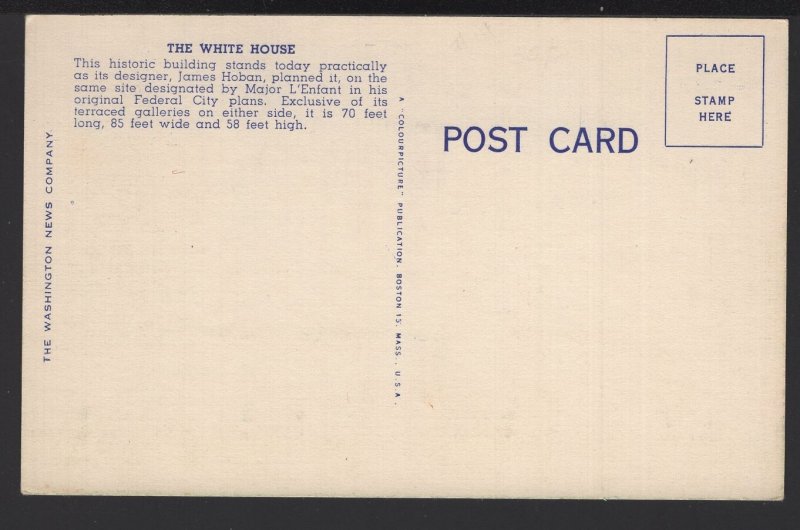 THE WHITE HOUSE
This historic building stands today practically
as its designer, James Hoban, planned it, on the
same site designated by Major L'Enfant in his
original Federal City plans. Exclusive of its
terraced galleries on either side, it is 70 feet
long, 85 feet wide and 58 feet high.
THE WASHINGTON NEWS COMPANY.
A "COLOURPICTURE" PUBLICATION. BOSTON 15, MASS., U.S.A.
POST CARD
PLACE
STAMP
HERE